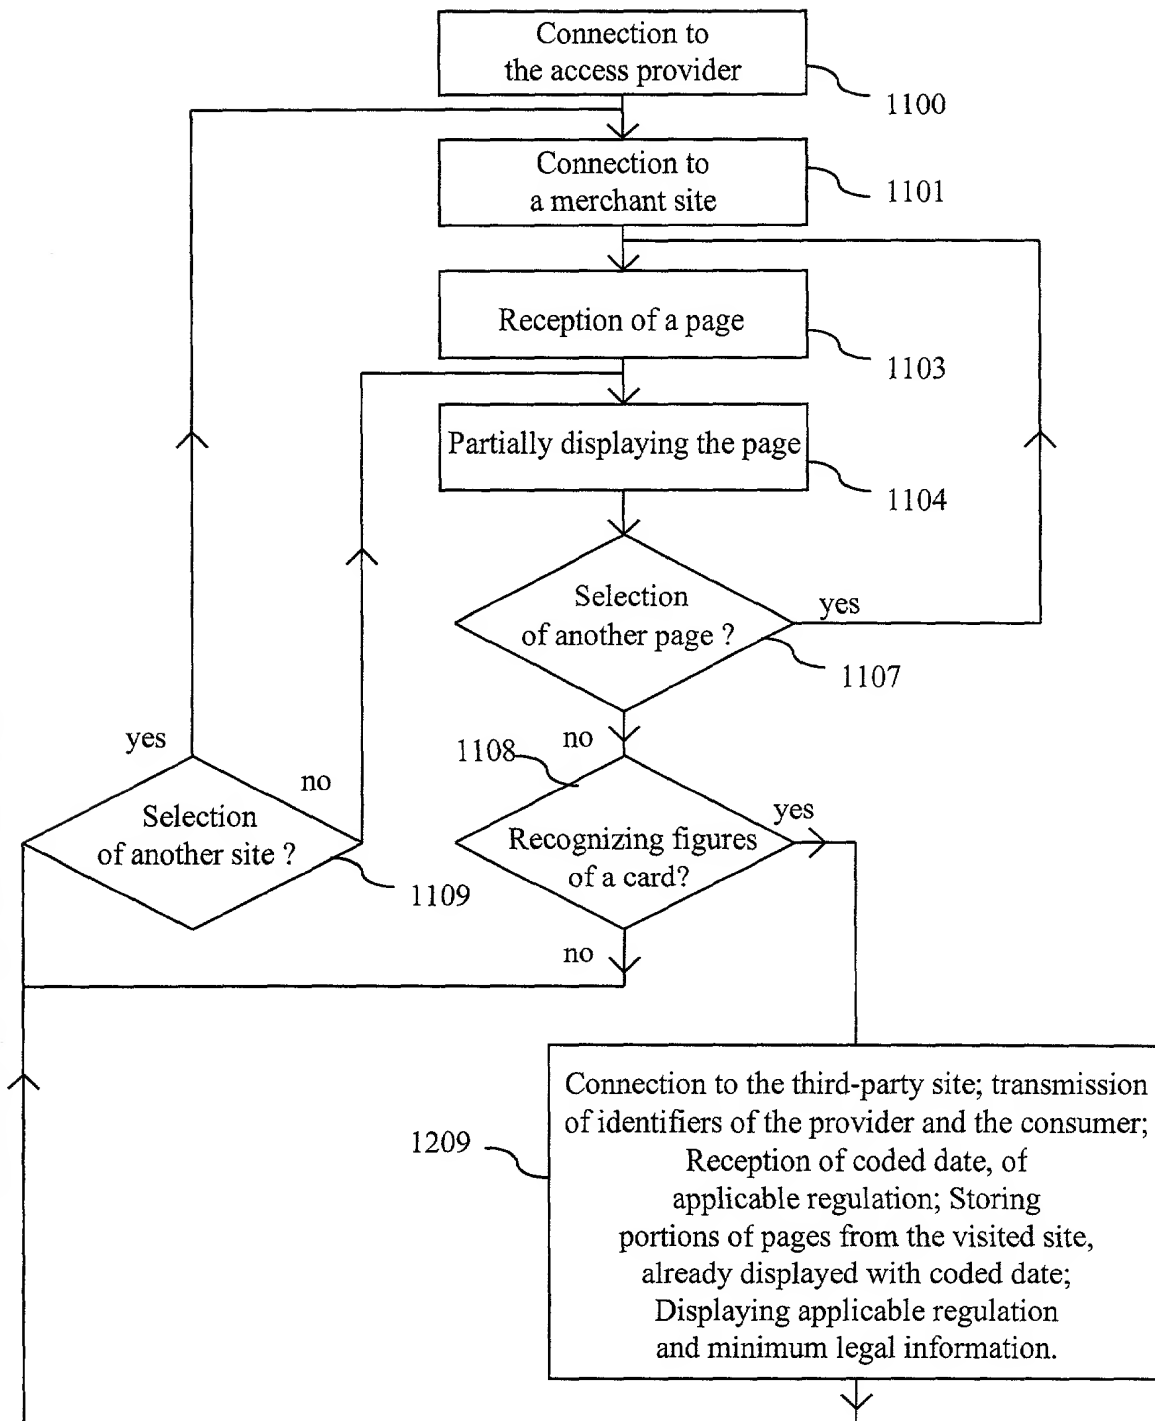 Connection to
the access provider
1100
Connection to
a merchant site
1101
Reception of a page
1103
Partially displaying the page
1104
Selection
of another page ?
yes
1107
no
1108
Recognizing figures
of a card?
yes
no
yes
no
Selection
of another site ?
1109
1209
Connection to the third-party site; transmission
of identifiers of the provider and the consumer;
Reception of coded date, of
applicable regulation; Storing
portions of pages from the visited site,
already displayed with coded date;
Displaying applicable regulation
and minimum legal information.